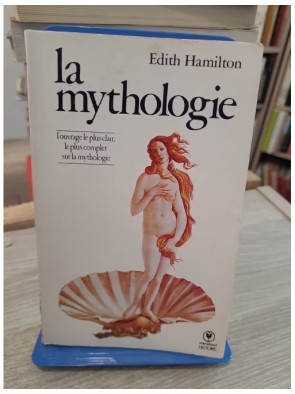 Edith Hamilton
la
mythologie
l'ouvrage le plus clair,
le plus complet
sur la mythologie